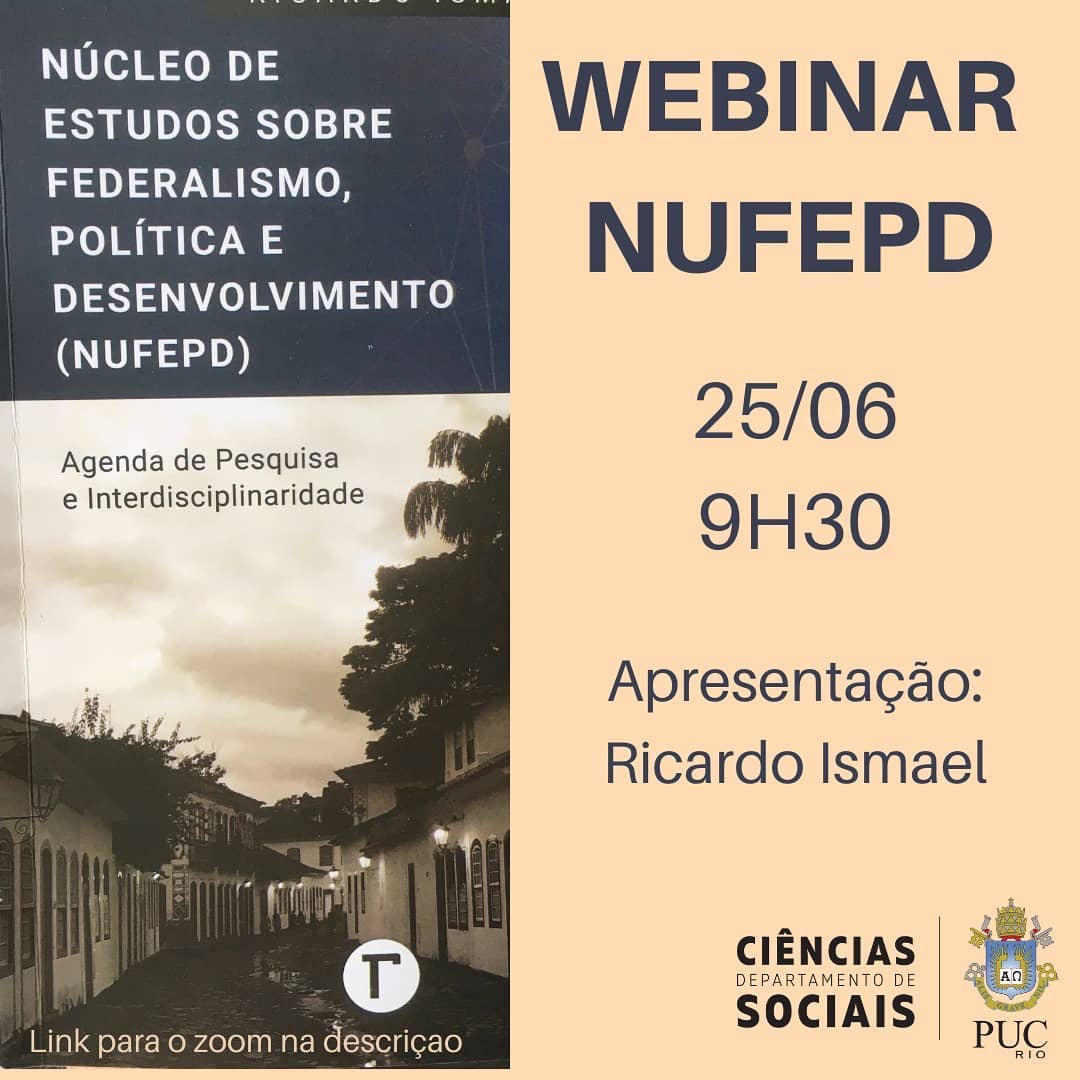 NÚCLEO DE
ESTUDOS SOBRE
FEDERALISMO,
POLÍTICA E
DESENVOLVIMENTO
(NUFEPD)
Agenda de Pesquisa
e Interdisciplinaridade
T
Link para o zoom na descriçao
WEBINAR
NUFEPD
25/06
9H30
Apresentação:
Ricardo Ismael
CIÊNCIAS
DEPARTAMENTO DE
SOCIAIS
ΑΩ
PUC
RIO